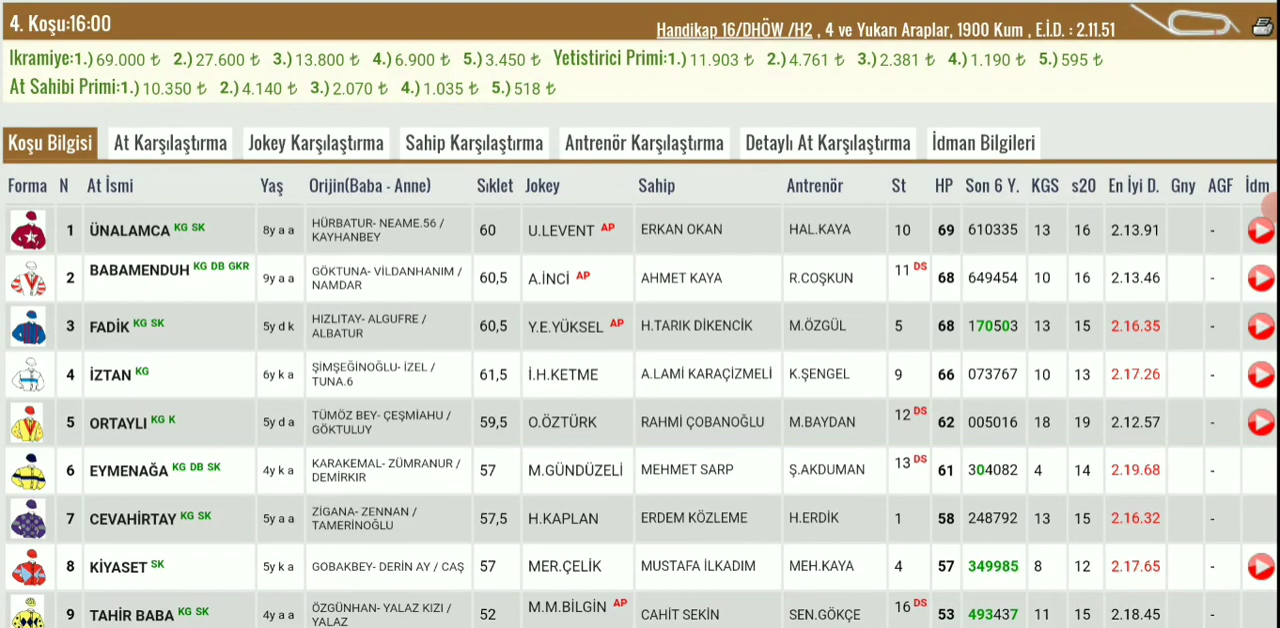 4. Koşu:16:00
Handikap 16/DHÖW /H2 , 4 ve Yukarı Araplar, 1900 Kum , E.İ.D. : 2.11.51
Ikramiye:1.) 69.000 ₺ 2.) 27.600 ₺ 3.) 13.800 ₺ 4.) 6.900 ₺ 5.) 3.450 ₺ Yetistirici Primi:1.) 11.903 ₺ 2.) 4.761 ₺ 3.) 2.381 ₺ 4.) 1.190 ₺ 5.) 595 ₺
At Sahibi Primi:1.) 10.350 ₺ 2.) 4.140 ₺ 3.) 2.070 ₺ 4.) 1.035 ₺ 5.) 518 ₺
Koşu Bilgisi At Karşılaştırma Jokey Karşılaştırma Sahip Karşılaştırma Antrenör Karşılaştırma Detaylı At Karşılaştırma İdman Bilgileri
Forma N At İsmi Yaş Orijin(Baba - Anne) Sıklet Jokey Sahip Antrenör St HP Son 6 Y. KGS s20 En İyi D. Gny AGF İdm
1 ÜNALAMCA KG SK 8y a a HÜRBATUR- NEAME.56 / KAYHANBEY 60 U.LEVENT AP ERKAN OKAN HAL.KAYA 10 69 610335 13 16 2.13.91 -
2 BABAMENDUH KG DB GKR 9y a a GÖKTUNA- VİLDANHANIM / NAMDAR 60,5 A.İNCİ AP AHMET KAYA R.COŞKUN 11 DS 68 649454 10 16 2.13.46 -
3 FADİK KG SK 5y d k HIZLITAY- ALGUFRE / ALBATUR 60,5 Y.E.YÜKSEL AP H.TARIK DİKENCİK M.ÖZGÜL 5 68 170503 13 15 2.16.35 -
4 İZTAN KG 6y k a ŞİMŞEĞİNOĞLU- İZEL / TUNA.6 61,5 İ.H.KETME A.LAMİ KARAÇİZMELİ K.ŞENGEL 9 66 073767 10 13 2.17.26 -
5 ORTAYLI KG K 5y d a TÜMÖZ BEY- ÇEŞMİAHU / GÖKTULUY 59,5 O.ÖZTÜRK RAHMİ ÇOBANOĞLU M.BAYDAN 12 DS 62 005016 18 19 2.12.57 -
6 EYMENAĞA KG DB SK 4y k a KARAKEMAL- ZÜMRANUR / DEMİRKIR 57 M.GÜNDÜZELİ MEHMET SARP Ş.AKDUMAN 13 DS 61 304082 4 14 2.19.68 -
7 CEVAHİRTAY KG SK 5y a a ZİGANA- ZENNAN / TAMERİNOĞLU 57,5 H.KAPLAN ERDEM KÖZLEME H.ERDİK 1 58 248792 13 15 2.16.32 -
8 KİYASET SK 5y k a GOBAKBEY- DERİN AY / CAŞ 57 MER.ÇELİK MUSTAFA İLKADIM MEH.KAYA 4 57 349985 8 12 2.17.65 -
9 TAHİR BABA KG SK 4y a a ÖZGÜNHAN- YALAZ KIZI / YALAZ 52 M.M.BİLGİN AP CAHİT SEKİN SEN.GÖKÇE 16 DS 53 493437 11 15 2.18.45 -